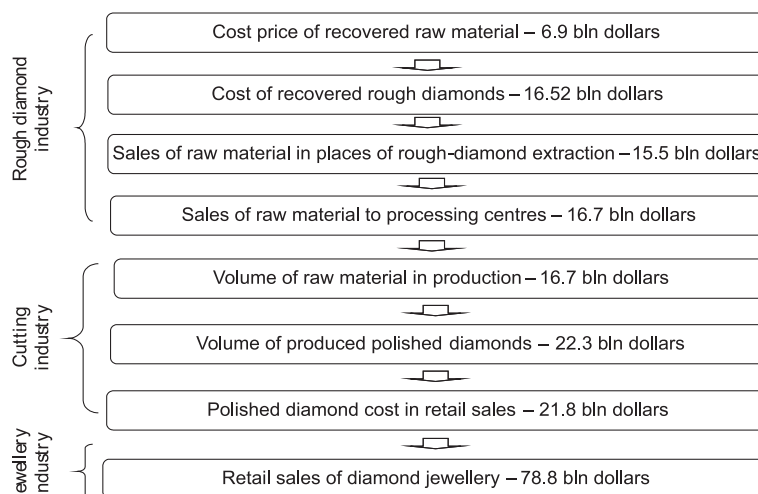 Rough diamond
industry
Cost price of recovered raw material – 6.9 bln dollars
Cost of recovered rough diamonds – 16.52 bln dollars
Sales of raw material in places of rough-diamond extraction – 15.5 bln dollars
Sales of raw material to processing centres – 16.7 bln dollars
Cutting
industry
Volume of raw material in production – 16.7 bln dollars
Volume of produced polished diamonds – 22.3 bln dollars
Polished diamond cost in retail sales – 21.8 bln dollars
ewellery
ndustry
Retail sales of diamond jewellery – 78.8 bln dollars